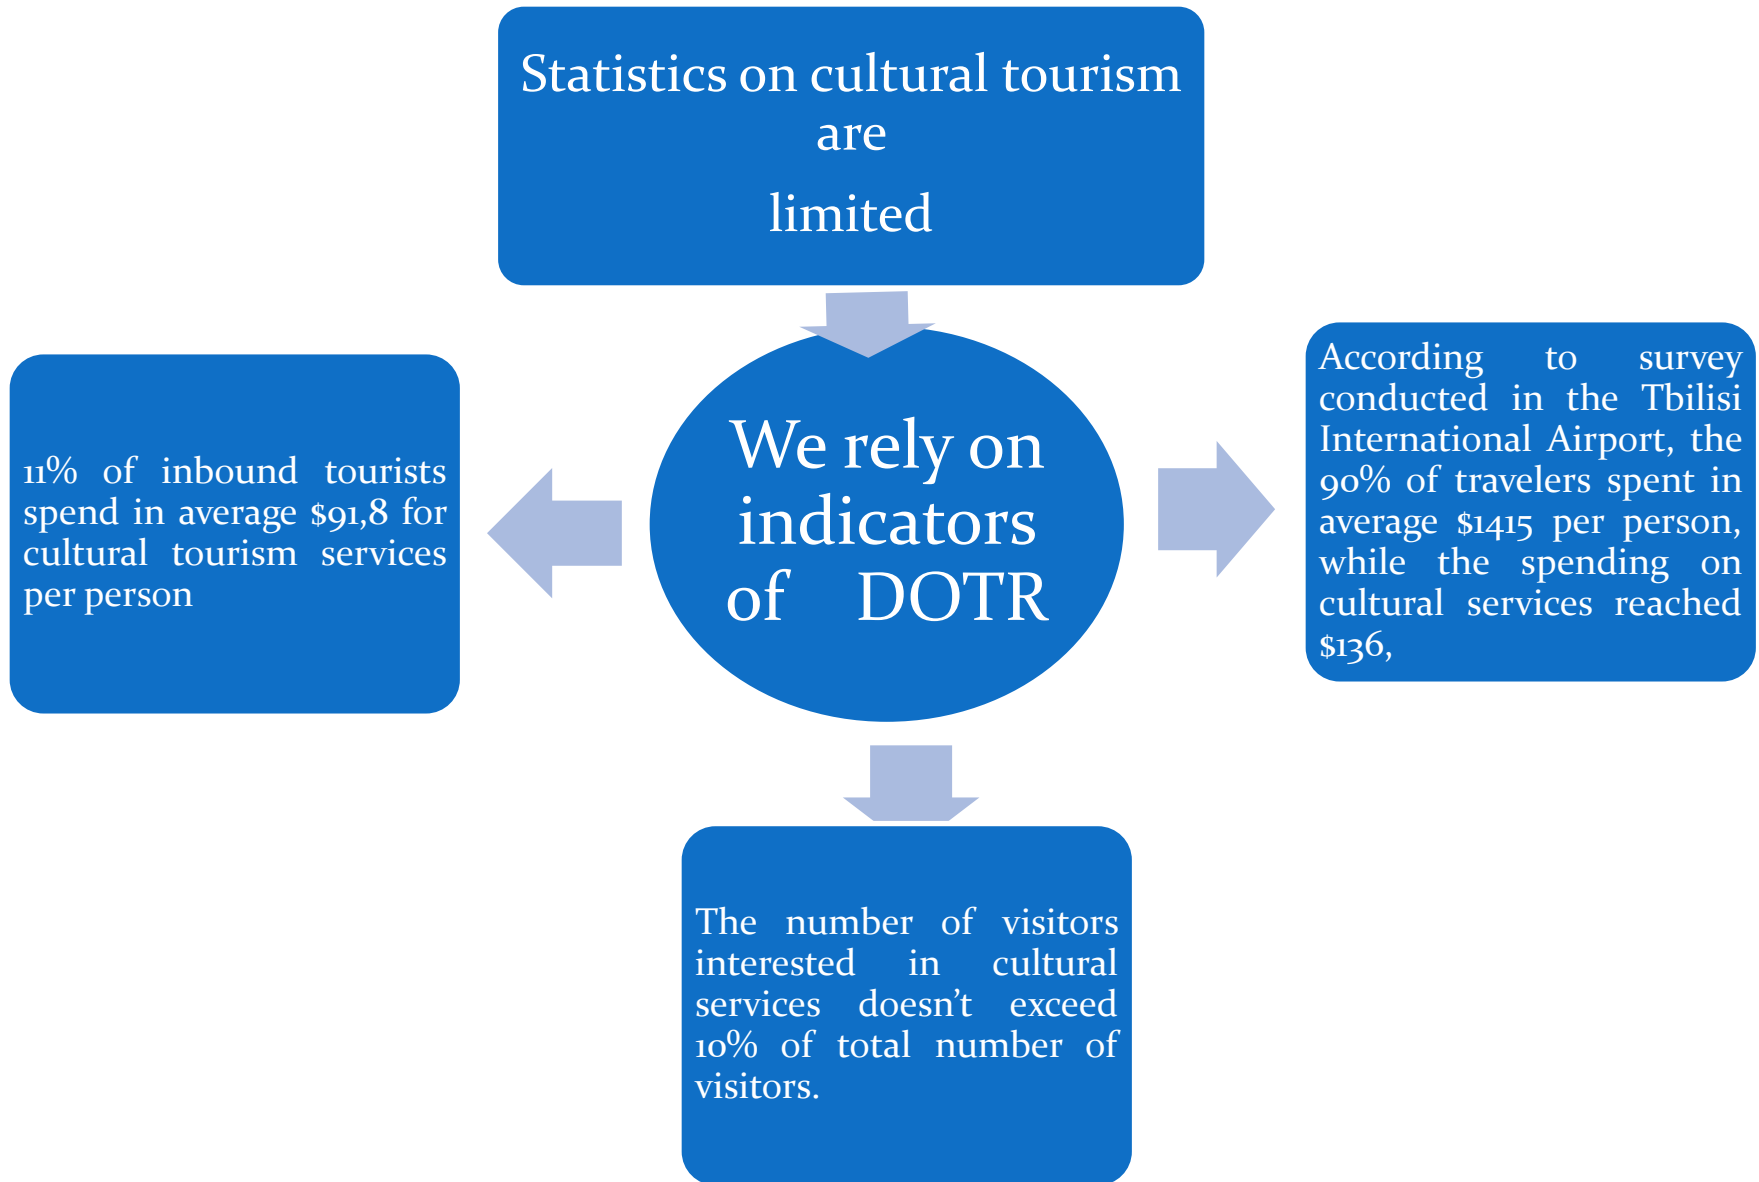 Statistics on cultural tourism
are
limited
11% of inbound tourists
spend in average $91,8 for
cultural tourism services
per person
We rely on
indicators
of DOTR
According to survey
conducted in the Tbilisi
International Airport, the
90% of travelers spent in
average $1415 per person,
while the spending on
cultural services reached
$136,
The number of visitors
interested in cultural
services doesn’t exceed
10% of total number of
visitors.